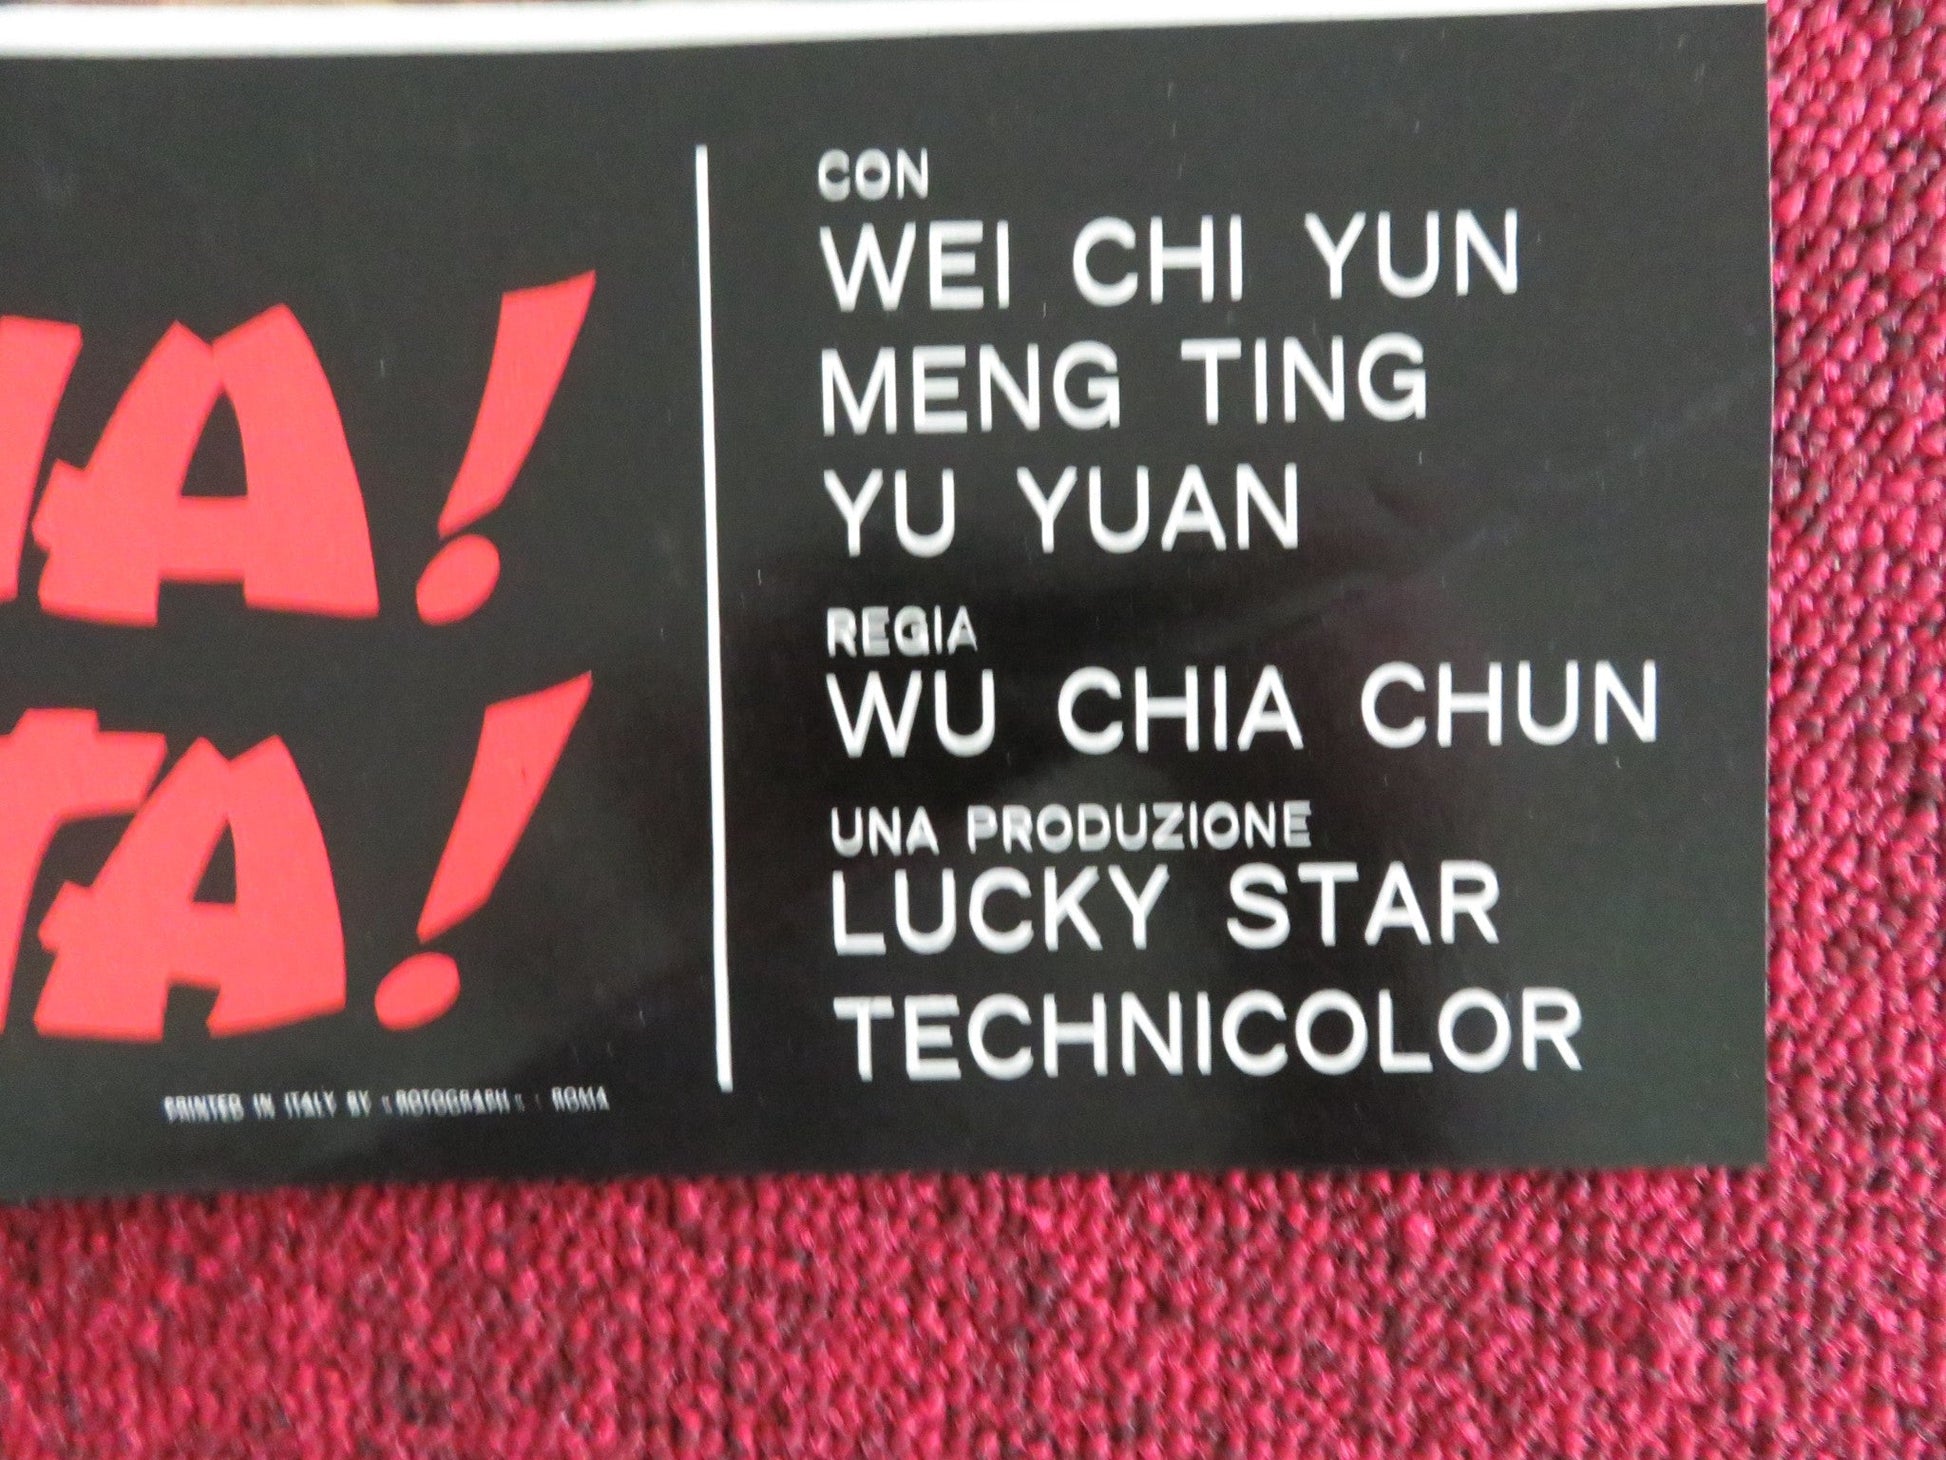 A!
TA!
PRINTED IN ITALY BY «ROTOGRAPH» - ROMA
CON
WEI CHI YUN
MENG TING
YU YUAN
REGIA
WU CHIA CHUN
UNA PRODUZIONE
LUCKY STAR
TECHNICOLOR